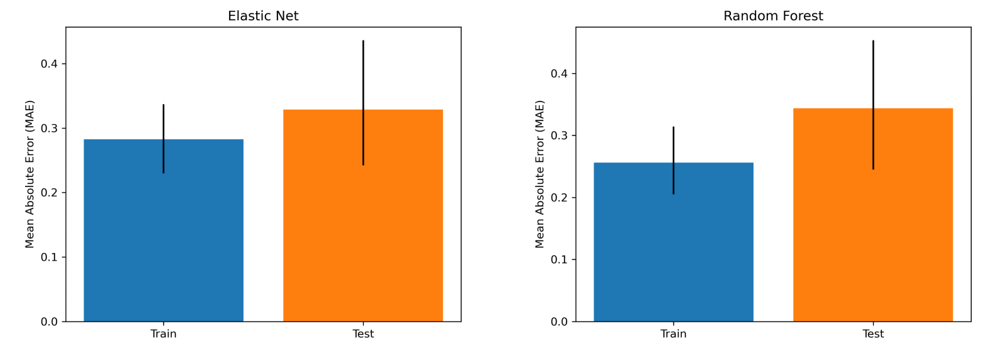 Elastic Net
Mean Absolute Error (MAE)
0.4
0.3
0.2
0.1
0.0
Train
Test
Random Forest
Mean Absolute Error (MAE)
0.4
0.3
0.2
0.1
0.0
Train
Test